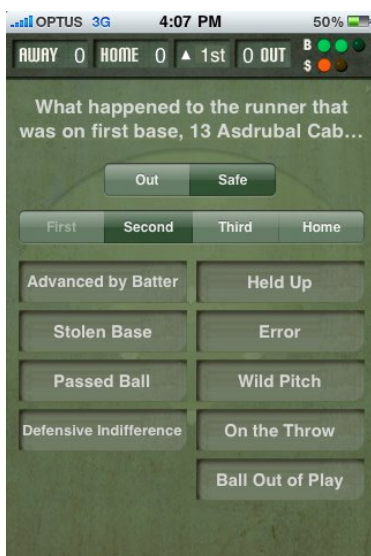 OPTUS 3G 4:07 PM 50%
AWAY 0 HOME 0 ▲ 1st 0 OUT B
S
What happened to the runner that
was on first base, 13 Asdrubal Cab...
Out Safe
First Second Third Home
Advanced by Batter Held Up
Stolen Base Error
Passed Ball Wild Pitch
Defensive Indifference On the Throw
Ball Out of Play